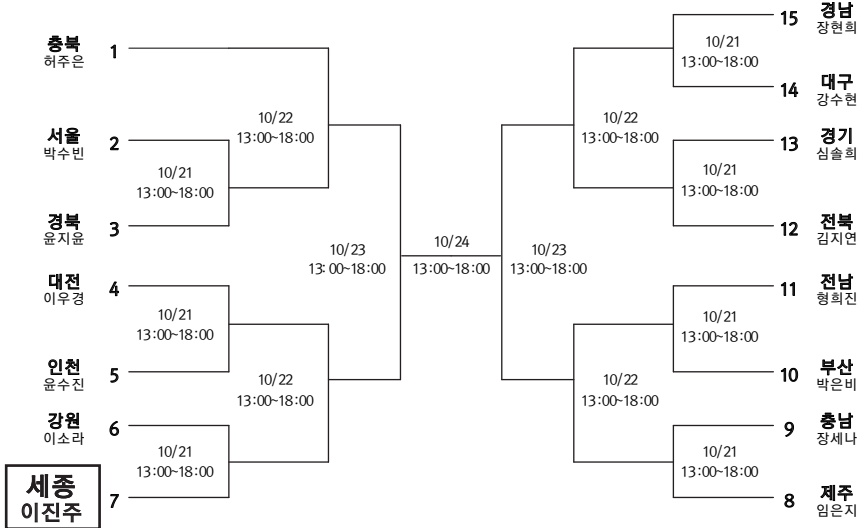 충북
허주은
1
서울
박수빈
2
경북
윤지윤
3
대전
이우경
4
인천
윤수진
5
강원
이소라
6
세종
이진주
7
10/21
13:00~18:00
10/21
13:00~18:00
10/21
13:00~18:00
10/22
13:00~18:00
10/22
13:00~18:00
10/23
13:00~18:00
10/24
13:00~18:00
10/23
13:00~18:00
10/22
13:00~18:00
10/22
13:00~18:00
10/21
13:00~18:00
10/21
13:00~18:00
10/21
13:00~18:00
10/21
13:00~18:00
15
경남
장현희
14
대구
강수현
13
경기
심솔희
12
전북
김지연
11
전남
형희진
10
부산
박은비
9
충남
장세나
8
제주
임은지